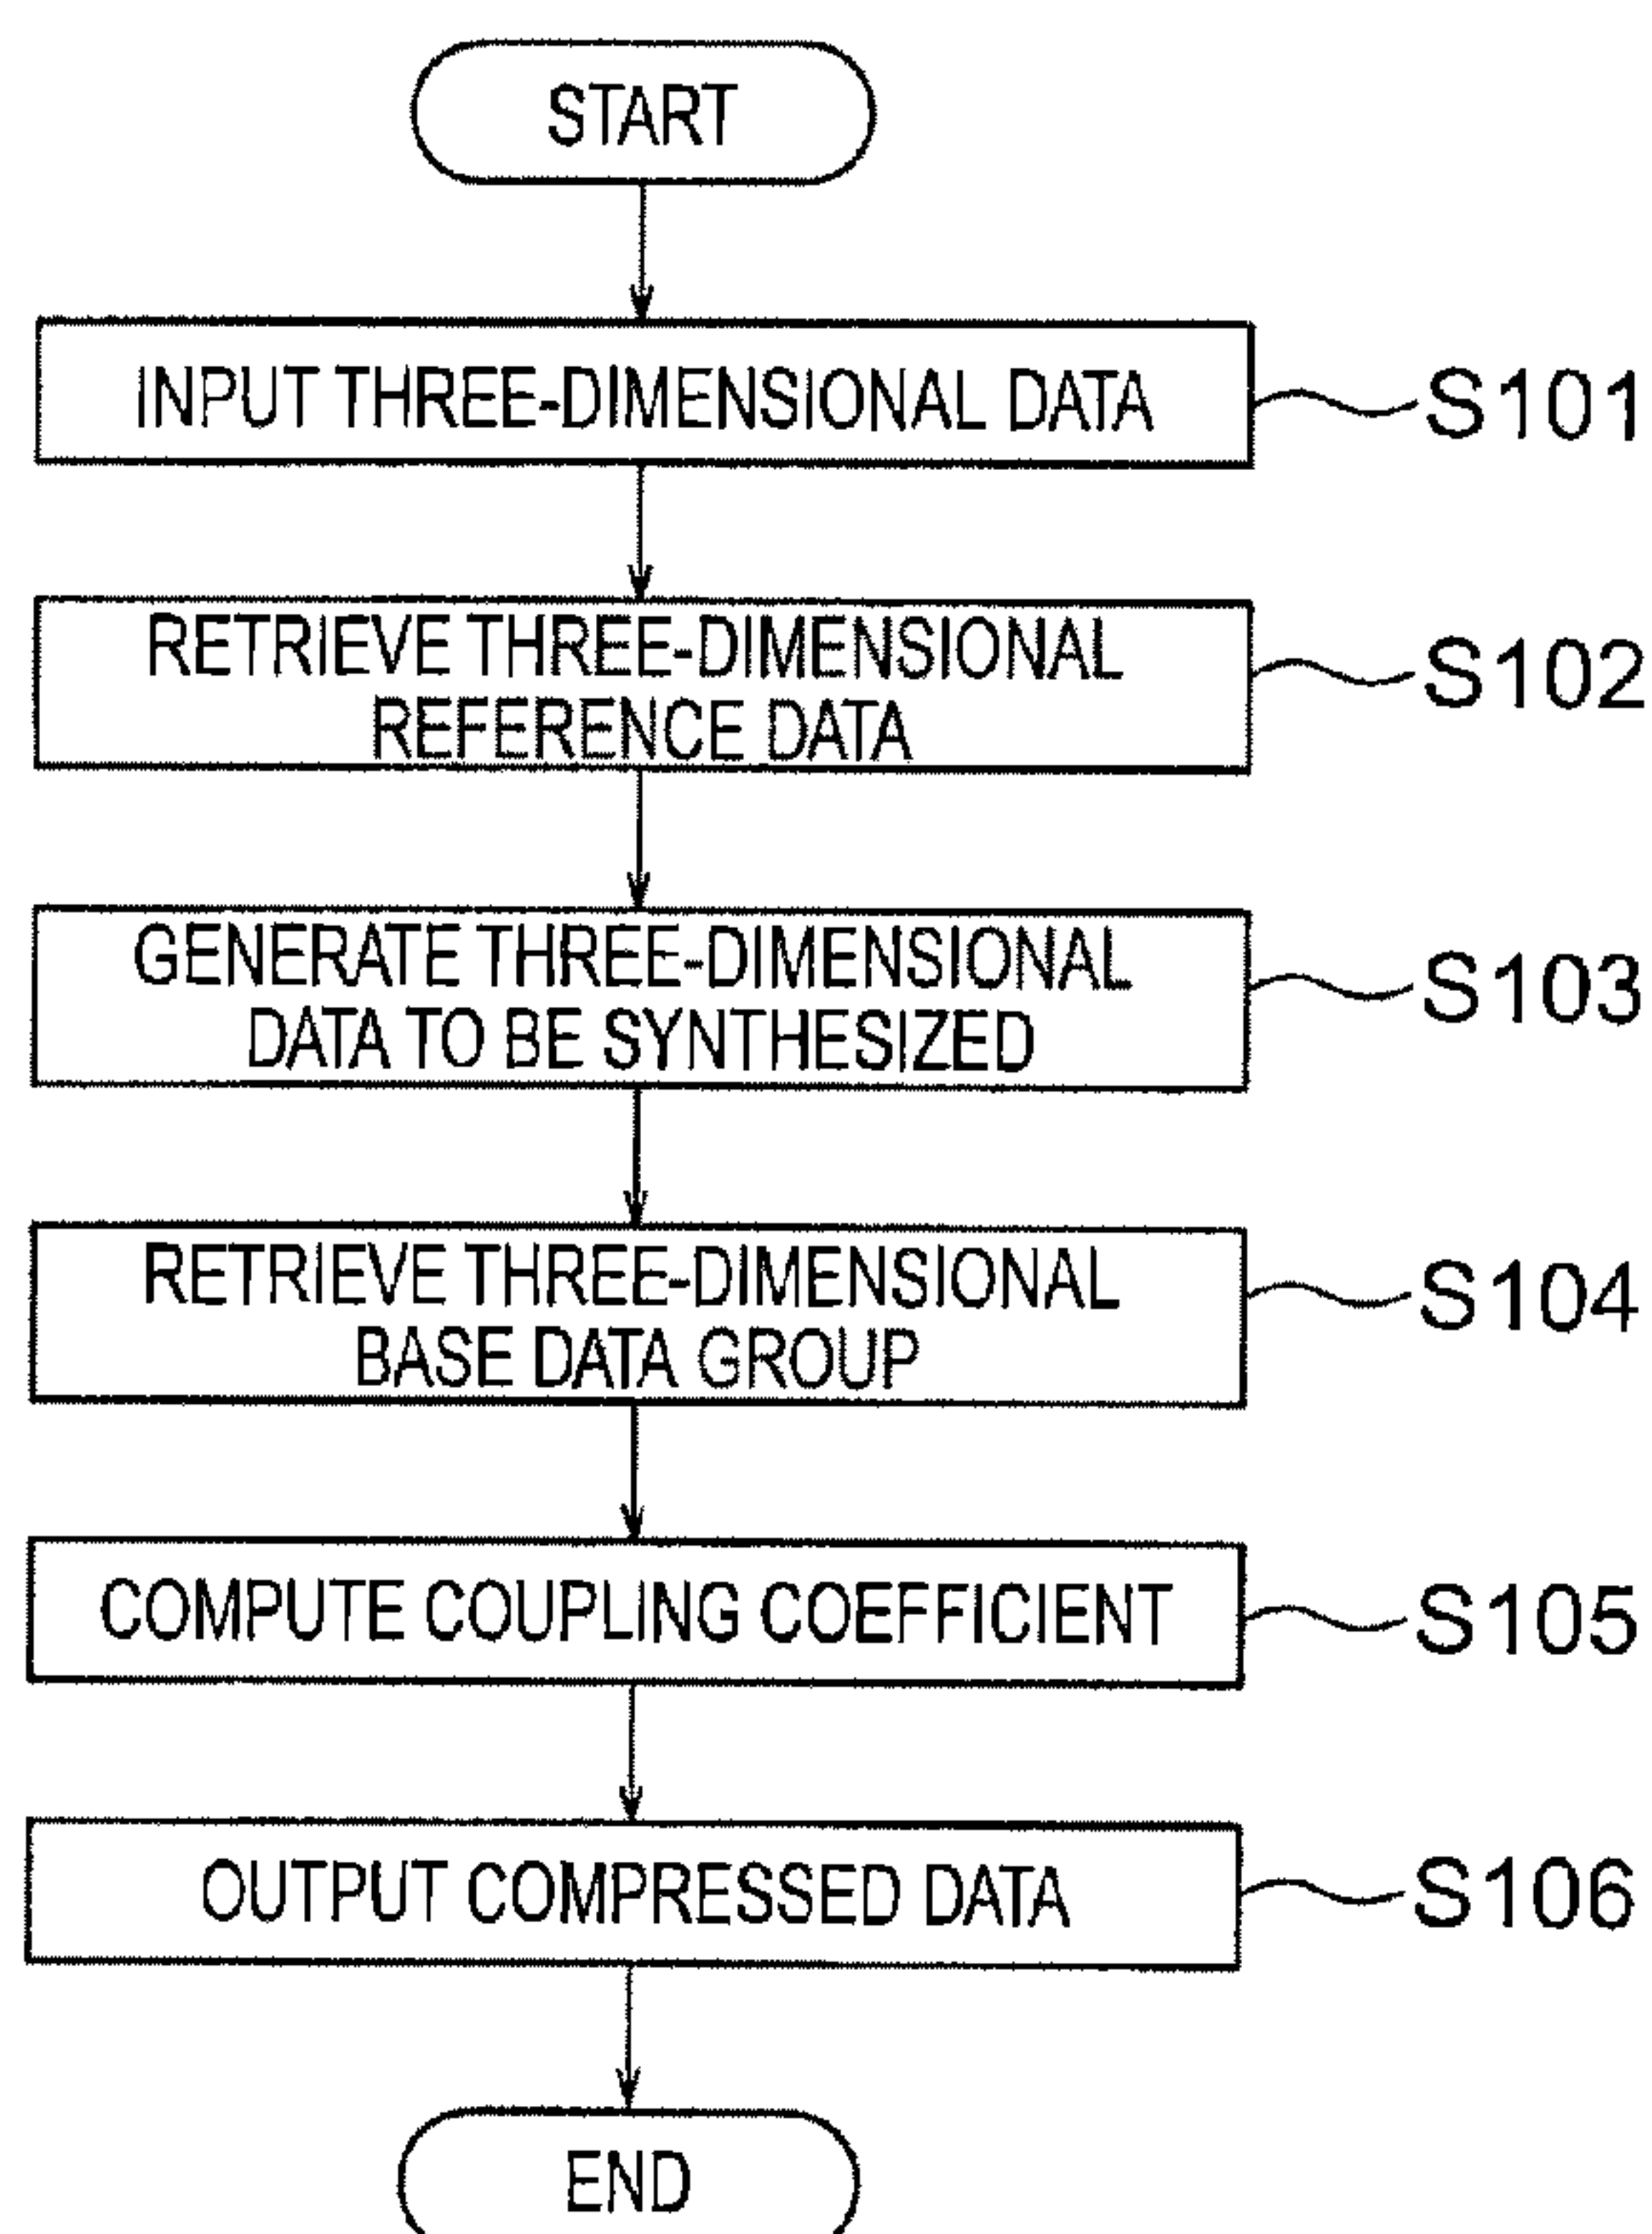 START
INPUT THREE-DIMENSIONAL DATA
S101
RETRIEVE THREE-DIMENSIONAL
REFERENCE DATA
S102
GENERATE THREE-DIMENSIONAL
DATA TO BE SYNTHESIZED
S103
RETRIEVE THREE-DIMENSIONAL
BASE DATA GROUP
S104
COMPUTE COUPLING COEFFICIENT
S105
OUTPUT COMPRESSED DATA
S106
END